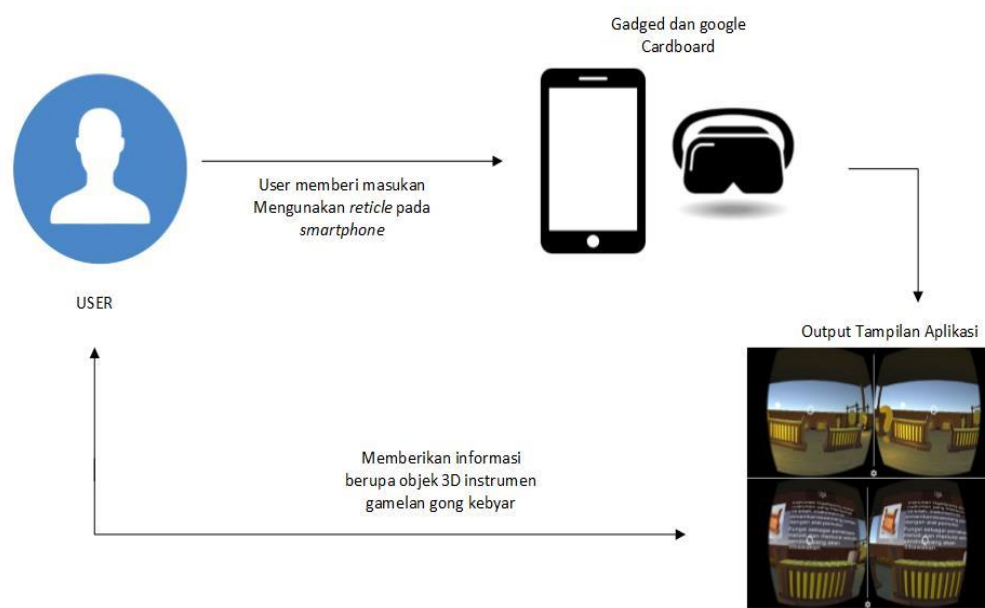 Gadged dan google
Cardboard
User memberi masukan
Mengunakan reticle pada
smartphone
USER
Output Tampilan Aplikasi
Memberikan informasi
berupa objek 3D instrumen
gamelan gong kebyar